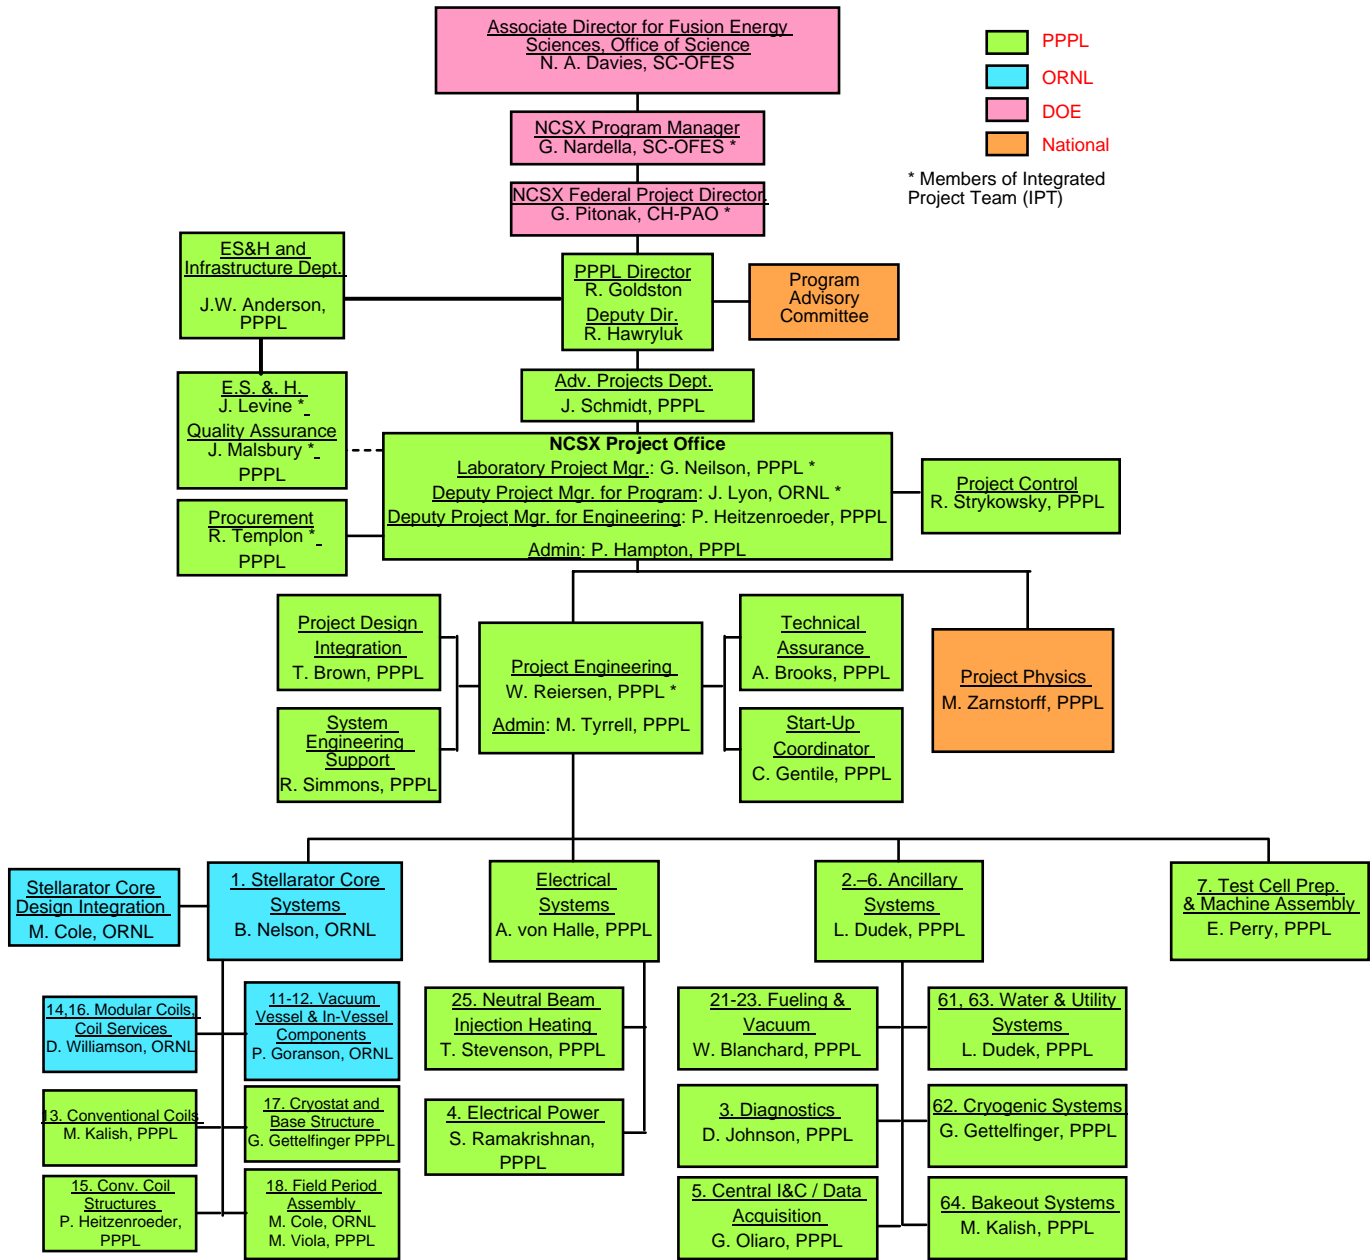 Associate Director for Fusion Energy
Sciences, Office of Science
N. A. Davies, SC-OFES
PPPL
ORNL
DOE
National
* Members of Integrated
Project Team (IPT)
NCSX Program Manager
G. Nardella, SC-OFES *
NCSX Federal Project Director
G. Pitonak, CH-PAO *
ES&H and
Infrastructure Dept.
J.W. Anderson,
PPPL
PPPL Director
R. Goldston
Deputy Dir.
R. Hawryluk
Program
Advisory
Committee
E.S. &. H.
J. Levine *
Quality Assurance
J. Malsbury *
PPPL
Adv. Projects Dept.
J. Schmidt, PPPL
NCSX Project Office
Laboratory Project Mgr.: G. Neilson, PPPL *
Deputy Project Mgr. for Program: J. Lyon, ORNL *
Deputy Project Mgr. for Engineering: P. Heitzenroeder, PPPL
Admin: P. Hampton, PPPL
Project Control
R. Strykowsky, PPPL
Procurement
R. Templon *
PPPL
Project Design
Integration
T. Brown, PPPL
System
Engineering
Support
R. Simmons, PPPL
Project Engineering
W. Reiersen, PPPL *
Admin: M. Tyrrell, PPPL
Technical
Assurance
A. Brooks, PPPL
Start-Up
Coordinator
C. Gentile, PPPL
Project Physics
M. Zarnstorff, PPPL
Stellarator Core
Design Integration
M. Cole, ORNL
1. Stellarator Core
Systems
B. Nelson, ORNL
Electrical
Systems
A. von Halle, PPPL
2.–6. Ancillary
Systems
L. Dudek, PPPL
7. Test Cell Prep.
& Machine Assembly
E. Perry, PPPL
14,16. Modular Coils,
Coil Services
D. Williamson, ORNL
11-12. Vacuum
Vessel & In-Vessel
Components
P. Goranson, ORNL
25. Neutral Beam
Injection Heating
T. Stevenson, PPPL
21-23. Fueling &
Vacuum
W. Blanchard, PPPL
61, 63. Water & Utility
Systems
L. Dudek, PPPL
13. Conventional Coils
M. Kalish, PPPL
17. Cryostat and
Base Structure
G. Gettelfinger PPPL
4. Electrical Power
S. Ramakrishnan,
PPPL
3. Diagnostics
D. Johnson, PPPL
62. Cryogenic Systems
G. Gettelfinger, PPPL
15. Conv. Coil
Structures
P. Heitzenroeder,
PPPL
18. Field Period
Assembly
M. Cole, ORNL
M. Viola, PPPL
5. Central I&C / Data
Acquisition
G. Oliaro, PPPL
64. Bakeout Systems
M. Kalish, PPPL